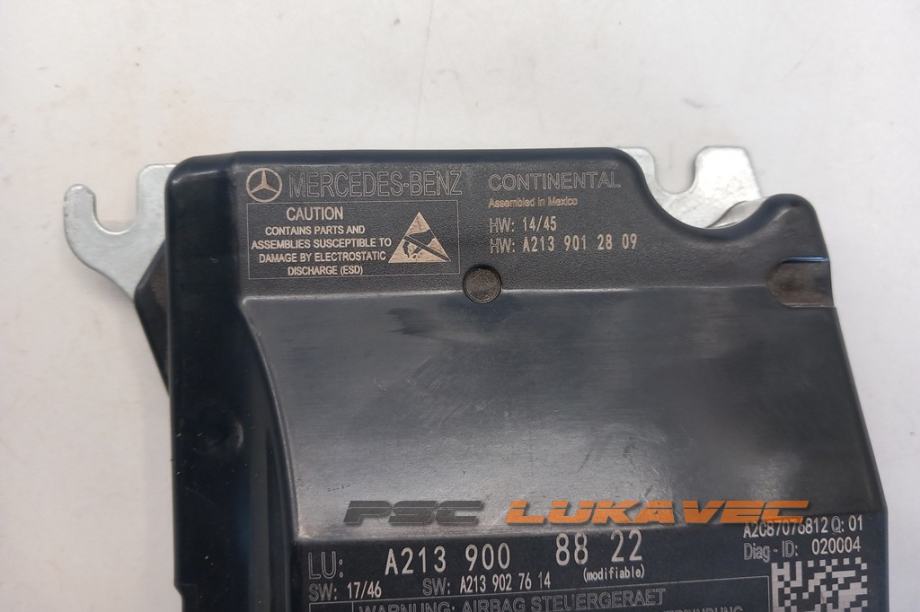 MERCEDES-BENZ
CAUTION
CONTAINS PARTS AND
ASSEMBLIES SUSCEPTIBLE TO
DAMAGE BY ELECTROSTATIC
DISCHARGE (ESD)
CONTINENTAL
Assembled in Mexico
HW: 14/45
HW: A213 901 28 09
PSC LUKAVEC
A2C87076812 Q: 01
Diag - ID: 020004
LU: A213 900 88 22
(modifiable)
SW: 17/46 SW: A213 902 76 14
WARNUNG: AIRBAG STEUERGERAET